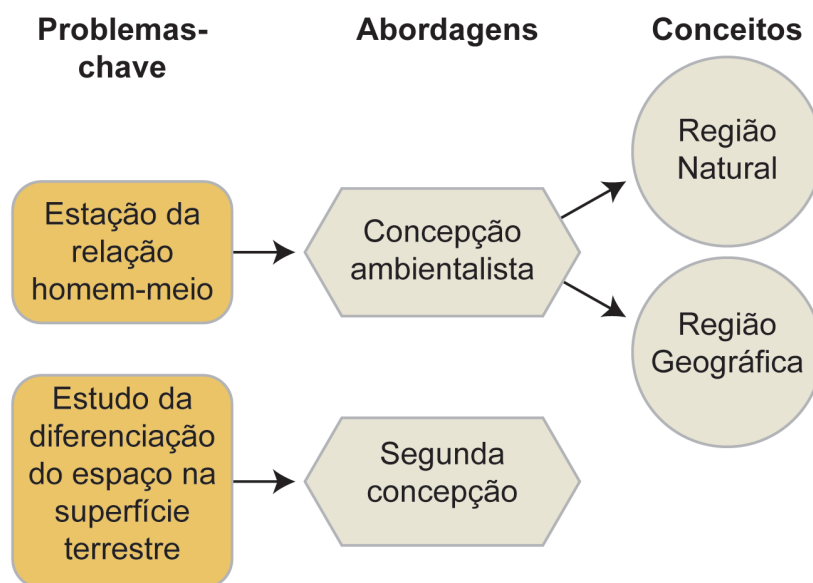 Problemas-
chave
Abordagens
Conceitos
Região
Natural
Estação da
relação
homem-meio
Concepção
ambientalista
Região
Geográfica
Estudo da
diferenciação
do espaço na
superfície
terrestre
Segunda
concepção